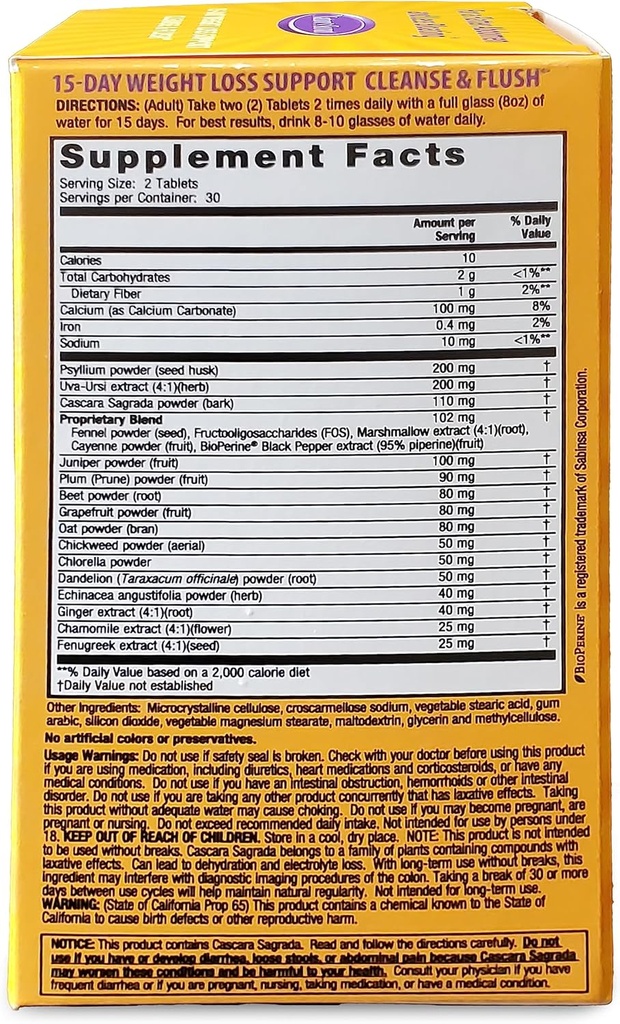 15-DAY WEIGHT LOSS SUPPORT CLEANSE & FLUSH
DIRECTIONS: (Adult) Take two (2) Tablets 2 times daily with a full glass (8oz) of
water for 15 days. For best results, drink 8-10 glasses of water daily.
Supplement Facts
Serving Size: 2 Tablets
Servings per Container: 30
Amount per Serving % Daily Value
Calories 10
Total Carbohydrates 2 g <1%**
Dietary Fiber 1 g 2%**
Calcium (as Calcium Carbonate) 100 mg 8%
Iron 0.4 mg 2%
Sodium 10 mg <1%**
Psyllium powder (seed husk) 200 mg †
Uva-Ursi extract (4:1)(herb) 200 mg †
Cascara Sagrada powder (bark) 110 mg †
Proprietary Blend 102 mg †
Fennel powder (seed), Fructooligosaccharides (FOS), Marshmallow extract (4:1)(root),
Cayenne powder (fruit), BioPerine® Black Pepper extract (95% piperine)(fruit)
Juniper powder (fruit) 100 mg †
Plum (Prune) powder (fruit) 90 mg †
Beet powder (root) 80 mg †
Grapefruit powder (fruit) 80 mg †
Oat powder (bran) 80 mg †
Chickweed powder (aerial) 50 mg †
Chlorella powder 50 mg †
Dandelion (Taraxacum officinale) powder (root) 50 mg †
Echinacea angustifolia powder (herb) 40 mg †
Ginger extract (4:1)(root) 40 mg †
Chamomile extract (4:1)(flower) 25 mg †
Fenugreek extract (4:1)(seed) 25 mg †
**% Daily Value based on a 2,000 calorie diet
†Daily Value not established
BIOPERINE® is a registered trademark of Sabinsa Corporation.
Other Ingredients: Microcrystalline cellulose, croscarmellose sodium, vegetable stearic acid, gum
arabic, silicon dioxide, vegetable magnesium stearate, maltodextrin, glycerin and methylcellulose.
No artificial colors or preservatives.
Usage Warnings: Do not use if safety seal is broken. Check with your doctor before using this product
if you are using medication, including diuretics, heart medications and corticosteroids, or have any
medical conditions. Do not use if you have an intestinal obstruction, hemorrhoids or other intestinal
disorder. Do not use if you are taking any other product concurrently that has laxative effects. Taking
this product without adequate water may cause choking. Do not use if you may become pregnant, are
pregnant or nursing. Do not exceed recommended daily intake. Not intended for use by persons under
18. KEEP OUT OF REACH OF CHILDREN. Store in a cool, dry place. NOTE: This product is not intended
to be used without breaks. Cascara Sagrada belongs to a family of plants containing compounds with
laxative effects. Can lead to dehydration and electrolyte loss. With long-term use without breaks, this
ingredient may interfere with diagnostic imaging procedures of the colon. Taking a break of 30 or more
days between use cycles will help maintain natural regularity. Not intended for long-term use.
WARNING: (State of California Prop 65) This product contains a chemical known to the State of
California to cause birth defects or other reproductive harm.
NOTICE: This product contains Cascara Sagrada. Read and follow the directions carefully. Do not
use if you have or develop diarrhea, loose stools, or abdominal pain because Cascara Sagrada
may worsen these conditions and be harmful to your health. Consult your physician if you have
frequent diarrhea or if you are pregnant, nursing, taking medication, or have a medical condition.